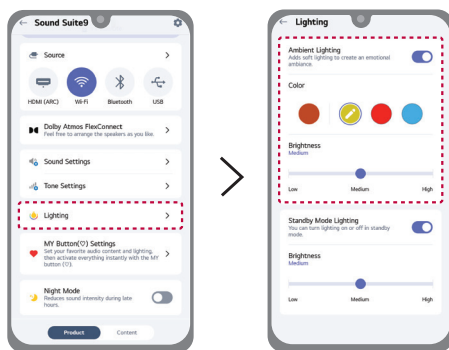 ← Sound Suite9
Source
HDMI (ARC)
Wi-Fi
Bluetooth
USB
Dolby Atmos FlexConnect
Feel free to arrange the speakers as you like.
Sound Settings
Tone Settings
Lighting
MY Button(♡) Settings
Set your favorite audio content and lighting,
then activate everything instantly with the MY
button (♡).
Night Mode
Reduces sound intensity during late
hours.
Product
Content
← Lighting
Ambient Lighting
Adds soft lighting to create an emotional
ambiance.
Color
Brightness
Medium
Low Medium High
Standby Mode Lighting
You can turn lighting on or off in standby
mode.
Brightness
Medium
Low Medium High